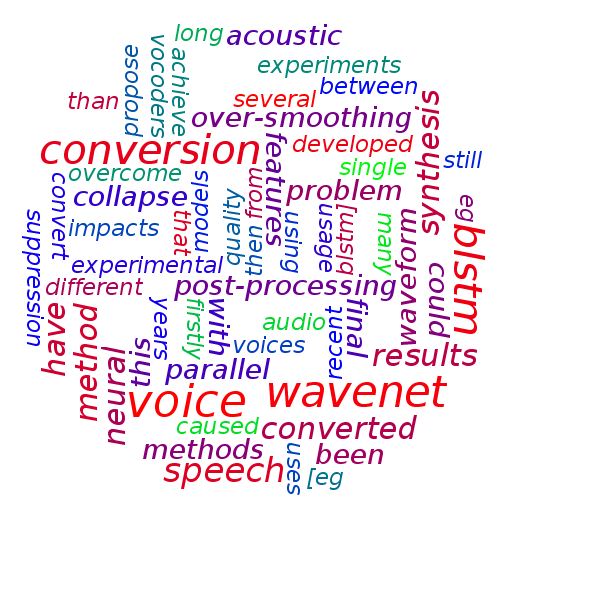 long
acoustic
experiments
between
than
propose
vocoders
achieve
several
over-smoothing
developed
synthesis
conversion
features
single
still
overcome
convert
collapse
models
quality
from
then
problem
that
using
usage
blstm]
many
waveform
eg
blstm
suppression
impacts
experimental
could
different
post-processing
years
firstly
with
audio
recent
final
have
method
neural
this
voices
results
parallel
voice
wavenet
caused
converted
methods
been
speech
uses
[eg